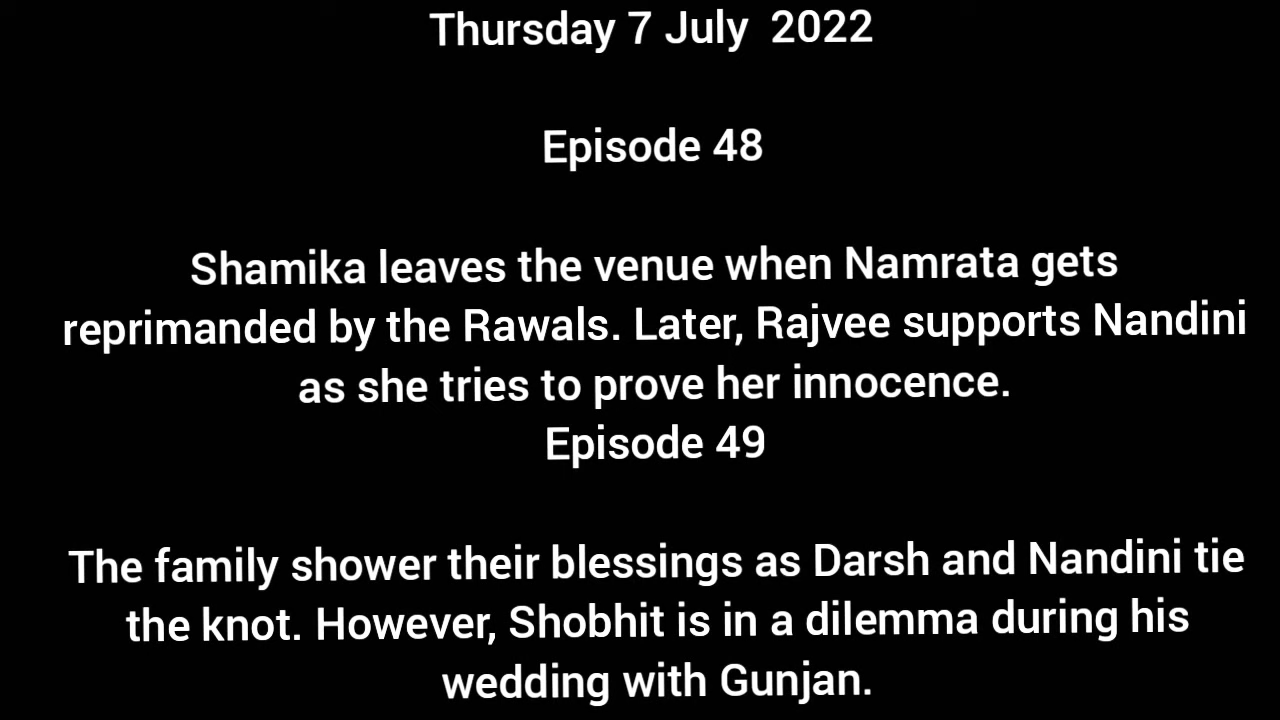 Thursday 7 July 2022
Episode 48
Shamika leaves the venue when Namrata gets
reprimanded by the Rawals. Later, Rajvee supports Nandini
as she tries to prove her innocence.
Episode 49
The family shower their blessings as Darsh and Nandini tie
the knot. However, Shobhit is in a dilemma during his
wedding with Gunjan.